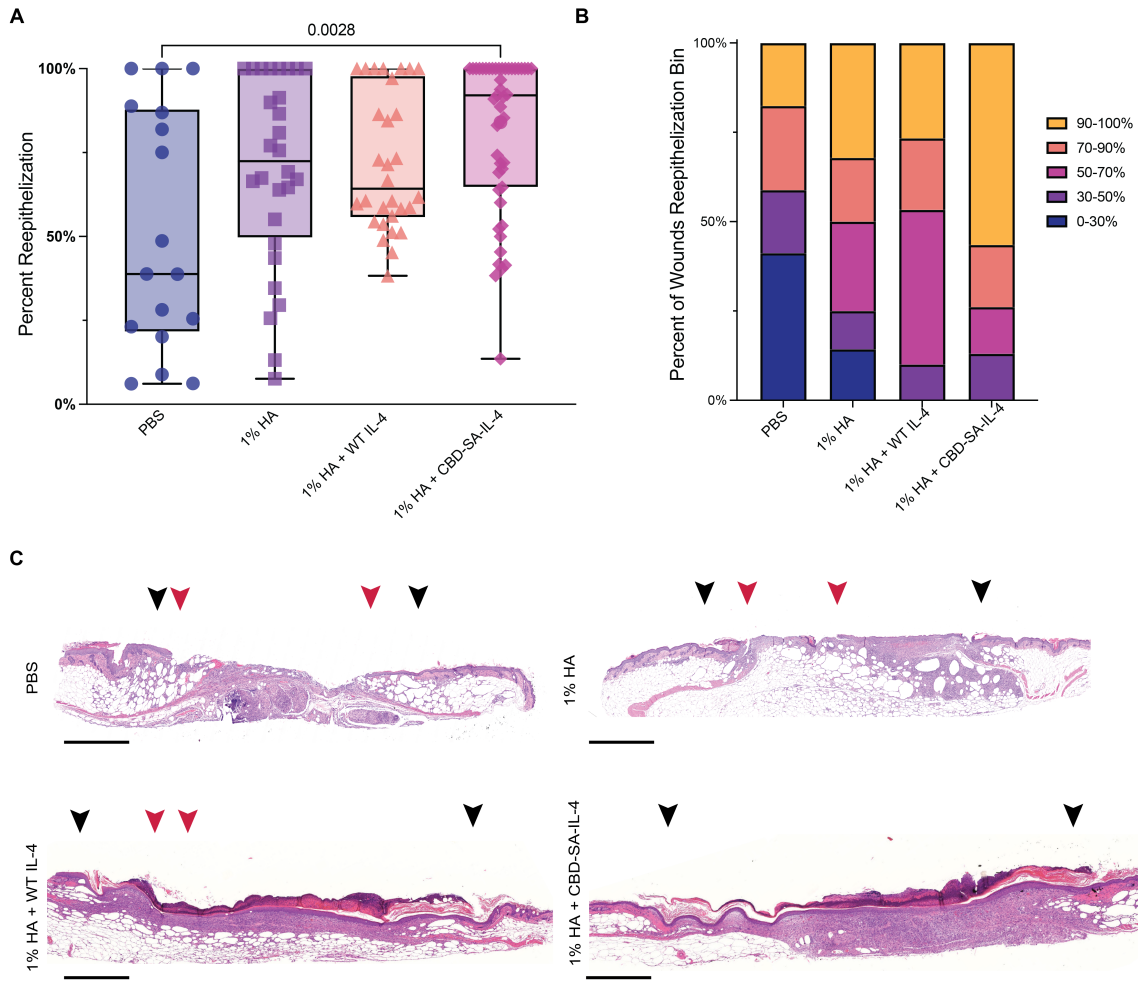 A
B
0.0028
100%
50%
0%
Percent Reepithelization
PBS
1% HA
1% HA + WT IL-4
1% HA + CBD-SA-IL-4
100%
50%
0%
Percent of Wounds Reepithelization Bin
PBS
1% HA
1% HA + WT IL-4
1% HA + CBD-SA-IL-4
90-100%
70-90%
50-70%
30-50%
0-30%
C
PBS
1% HA
1% HA + WT IL-4
1% HA + CBD-SA-IL-4